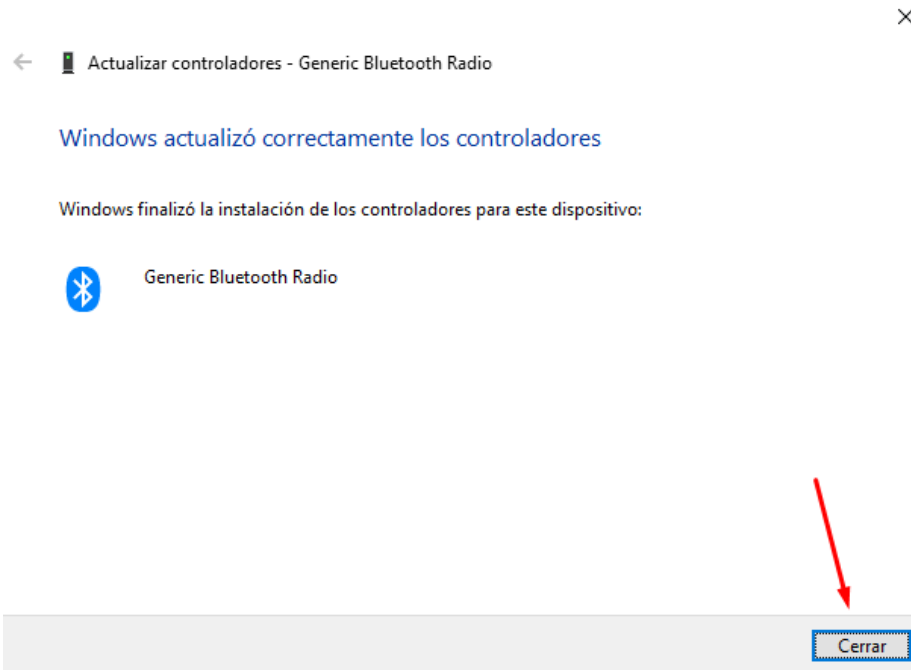 Actualizar controladores - Generic Bluetooth Radio
Windows actualizó correctamente los controladores
Windows finalizó la instalación de los controladores para este dispositivo:
Generic Bluetooth Radio
Cerrar